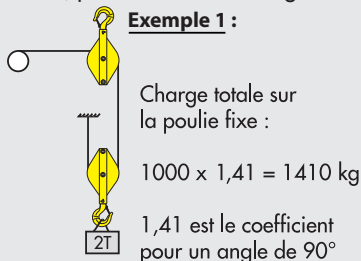 Exemple 1 :
Charge totale sur
la poulie fixe :
1000 x 1,41 = 1410 kg
1,41 est le coefficient
pour un angle de 90°
2T